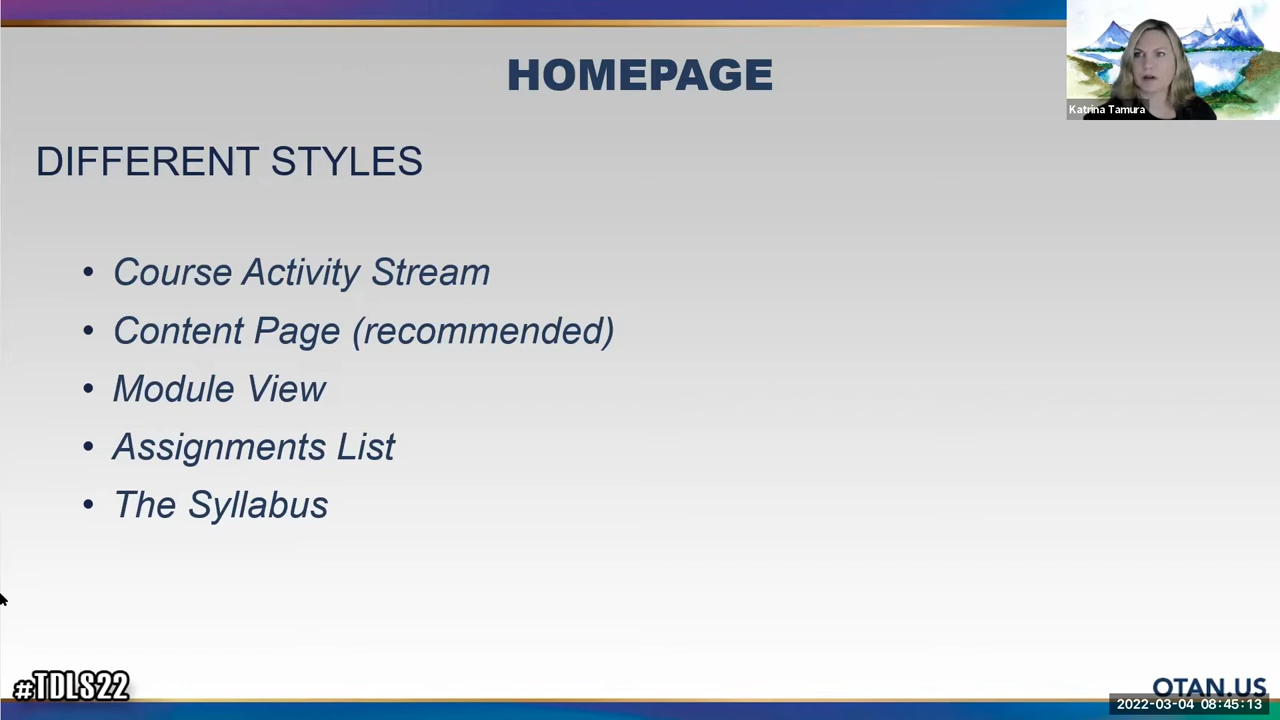 HOMEPAGE
Katrina Tamura
DIFFERENT STYLES
• Course Activity Stream
• Content Page (recommended)
• Module View
• Assignments List
• The Syllabus
#TDLS22
OTAN.US
2022-03-04 08:45:13